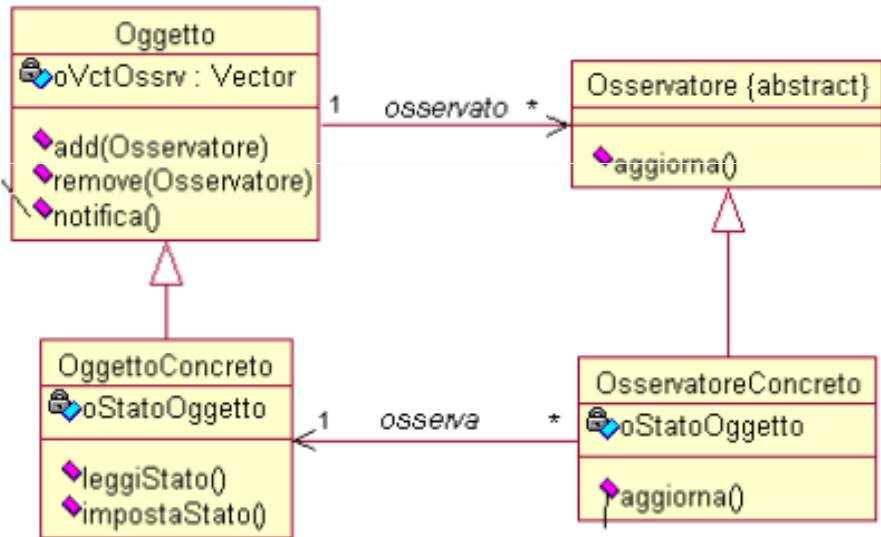 Oggetto
oVctOssrv : Vector
add(Osservatore)
remove(Osservatore)
notifica()
1 osservato *
Osservatore {abstract}
aggiorna()
OggettoConcreto
oStatoOggetto
leggiStato()
impostaStato()
1 osserva *
OsservatoreConcreto
oStatoOggetto
aggiorna()